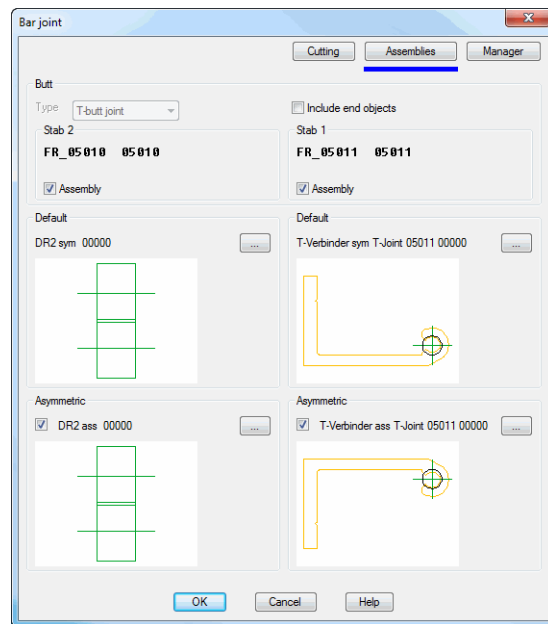 Bar joint
Cutting Assemblies Manager
Butt
Type T-butt joint Include end objects
Stab 2 Stab 1
FR_05010 05010 FR_05011 05011
Assembly Assembly
Default Default
DR2 sym 00000 ... T-Verbinder sym T-Joint 05011 00000 ...
Asymmetric Asymmetric
DR2 ass 00000 ... T-Verbinder ass T-Joint 05011 00000 ...
OK Cancel Help